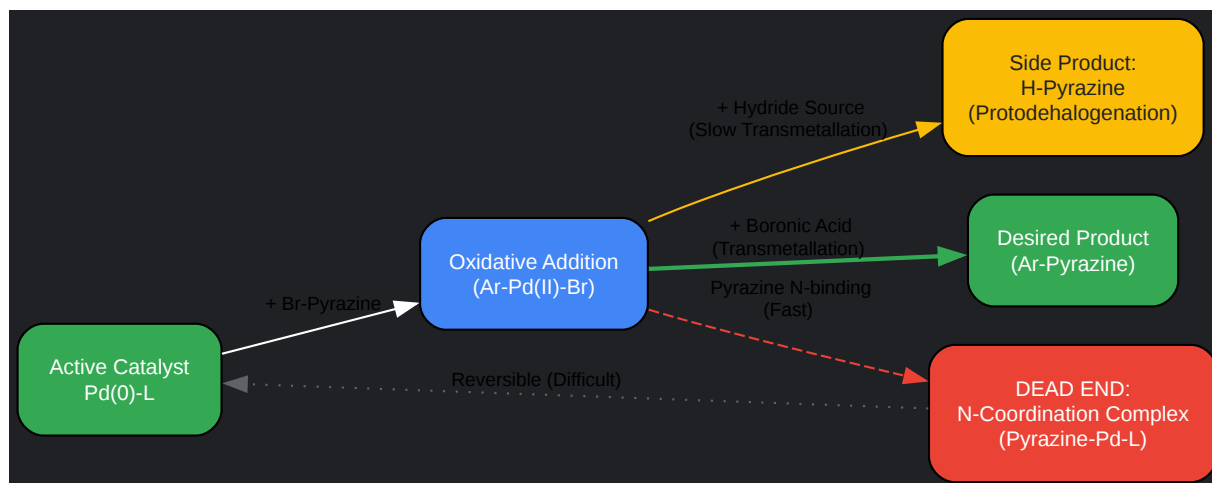 Active Catalyst
Pd(0)-L
+ Br-Pyrazine
Oxidative Addition
(Ar-Pd(II)-Br)
+ Hydride Source
(Slow Transmetallation)
Side Product:
H-Pyrazine
(Protodehalogenation)
+ Boronic Acid
(Transmetallation)
Desired Product
(Ar-Pyrazine)
Pyrazine N-binding
(Fast)
DEAD END:
N-Coordination Complex
(Pyrazine-Pd-L)
Reversible (Difficult)